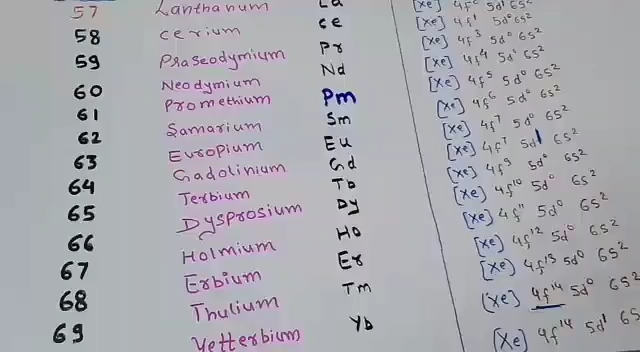 57 Lanthanum La [Xe] 4f⁰ 5d¹ 6s²
58 Cerium Ce [Xe] 4f¹ 5d⁰ 6s²
59 Praseodymium Pr [Xe] 4f³ 5d⁰ 6s²
60 Neodymium Nd [Xe] 4f⁴ 5d⁰ 6s²
61 Promethium Pm [Xe] 4f⁵ 5d⁰ 6s²
62 Samarium Sm [Xe] 4f⁶ 5d⁰ 6s²
63 Europium Eu [Xe] 4f⁷ 5d⁰ 6s²
64 Gadolinium Gd [Xe] 4f⁷ 5d¹ 6s²
65 Terbium Tb [Xe] 4f⁹ 5d⁰ 6s²
66 Dysprosium Dy [Xe] 4f¹⁰ 5d⁰ 6s²
67 Holmium Ho [Xe] 4f¹¹ 5d⁰ 6s²
68 Erbium Er [Xe] 4f¹² 5d⁰ 6s²
69 Thulium Tm [Xe] 4f¹³ 5d⁰ 6s²
Yetterbium Yb [Xe] 4f¹⁴ 5d⁰ 6s²
[Xe] 4f¹⁴ 5d¹ 6s